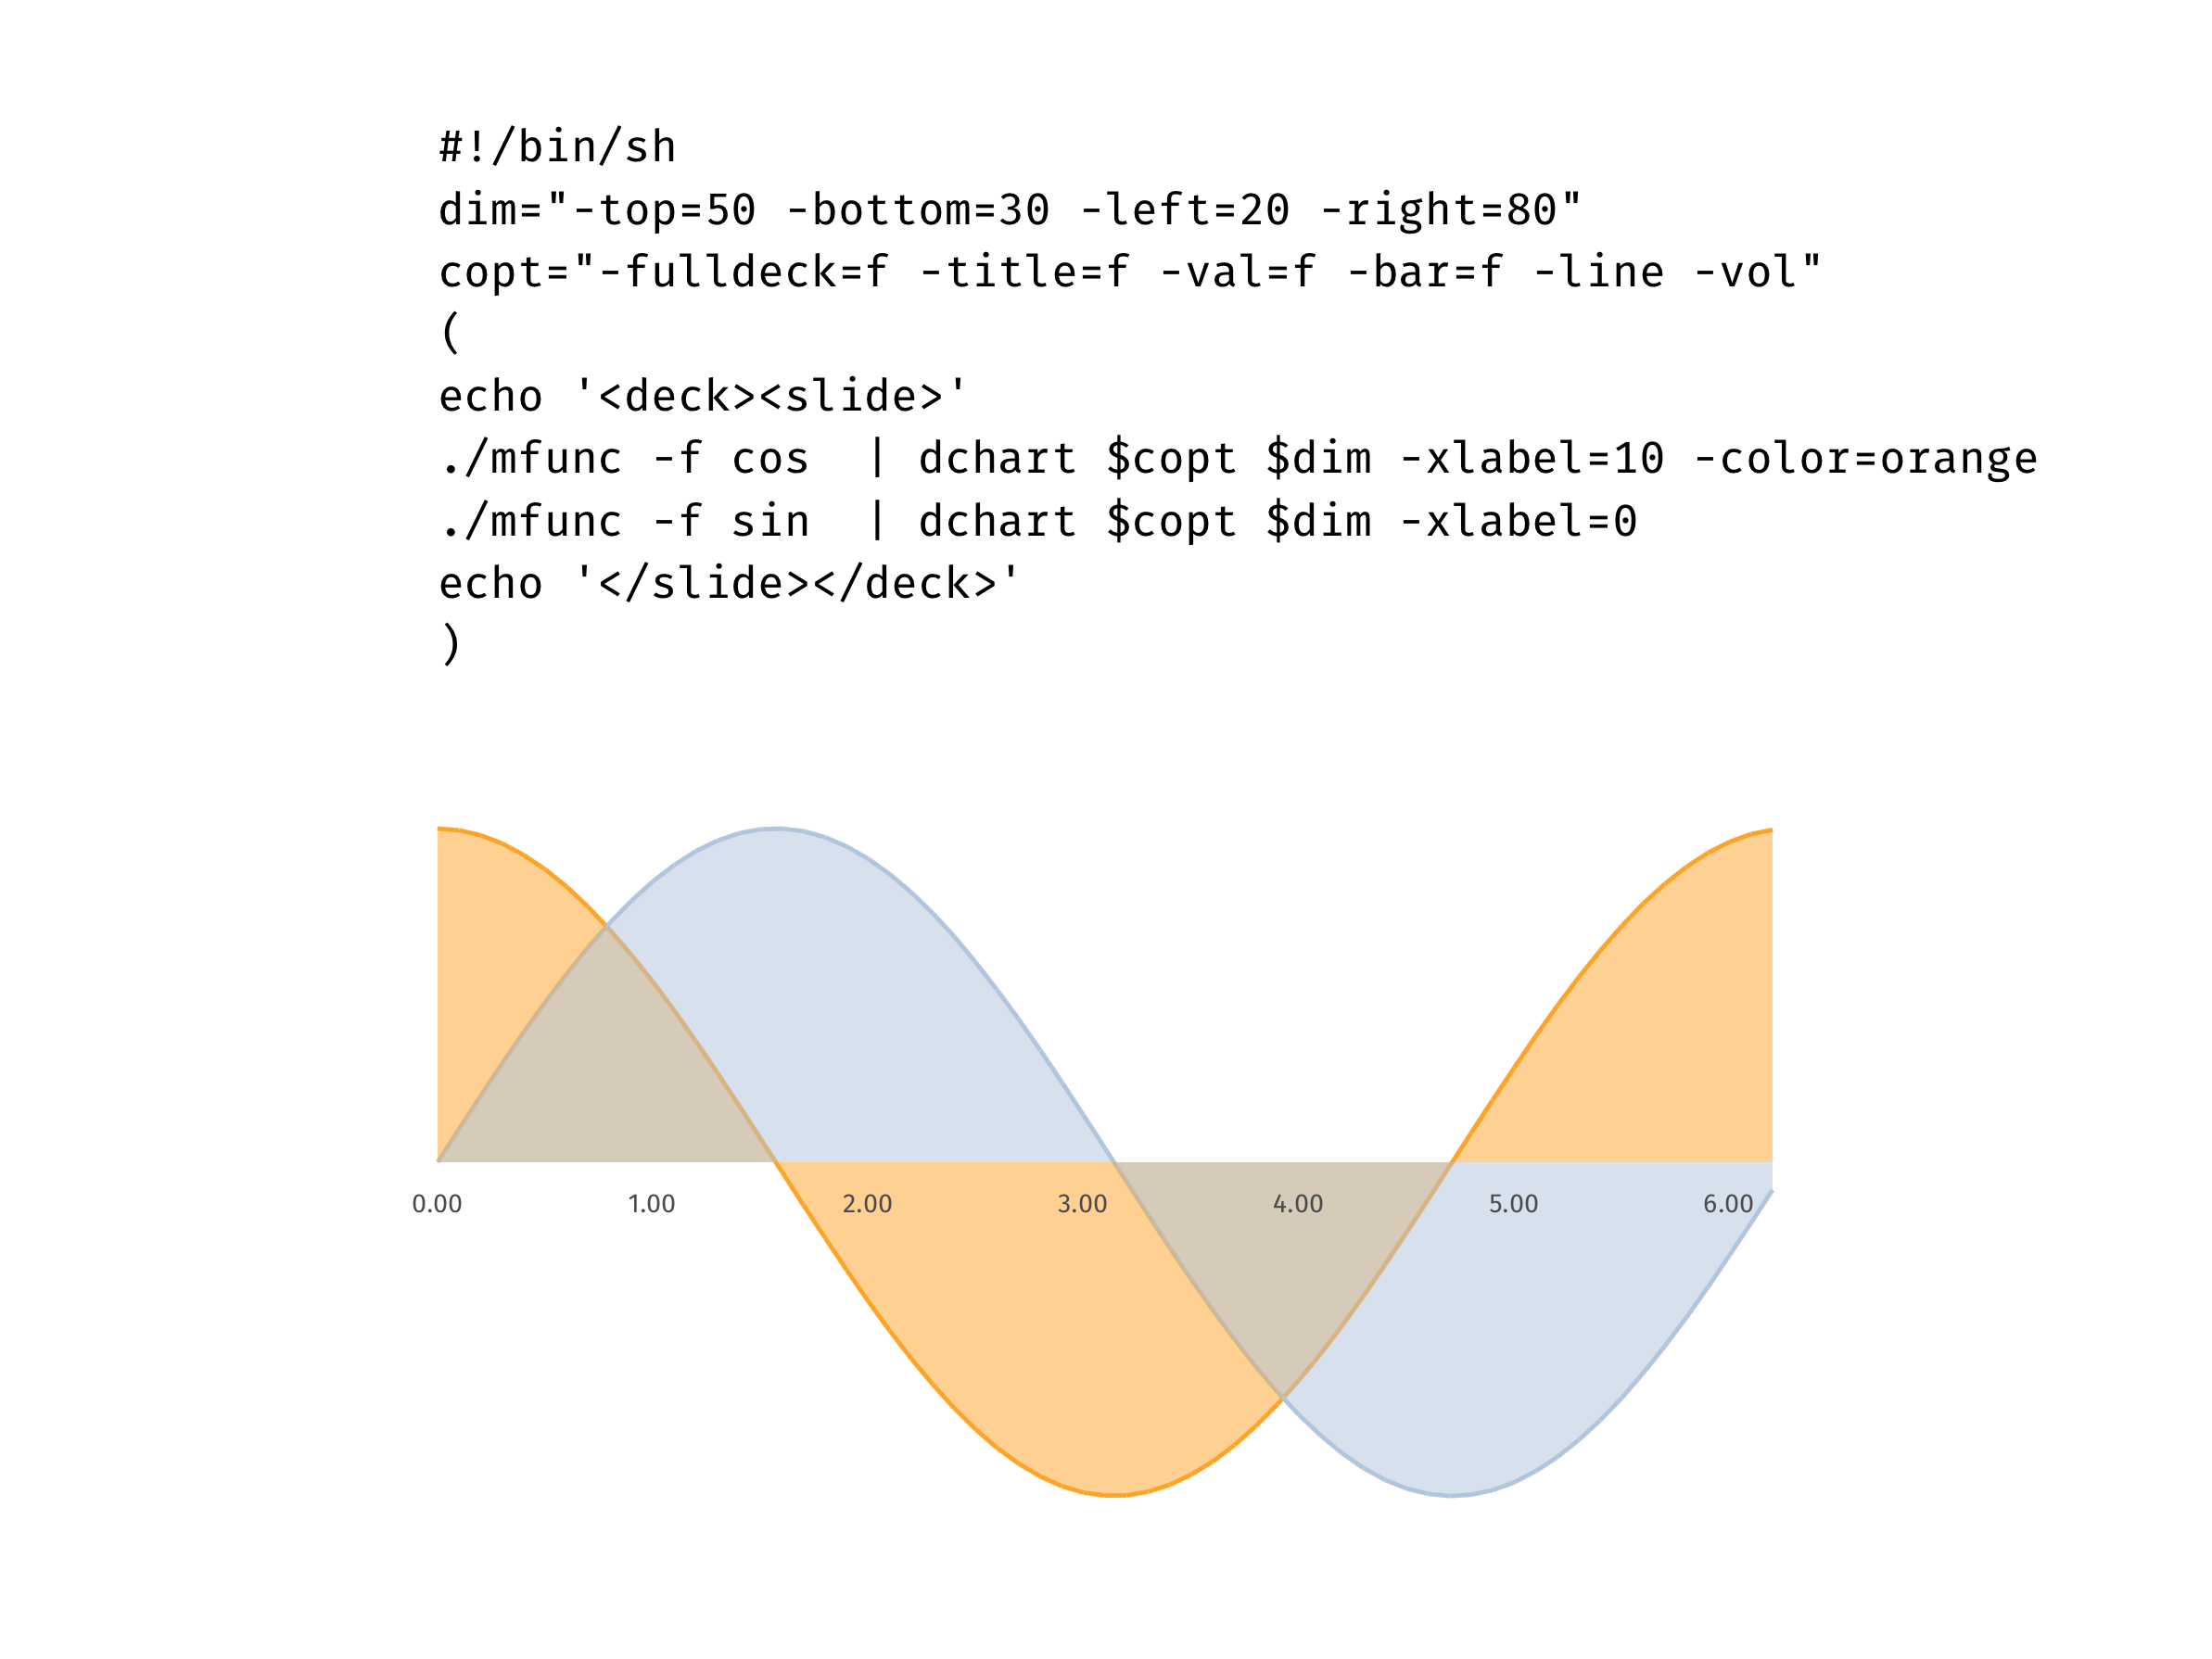 #!/bin/sh
dim="-top=50 -bottom=30 -left=20 -right=80"
copt="-fulldeck=f -title=f -val=f -bar=f -line -vol"
(
echo '<deck><slide>'
./mfunc -f cos  | dchart $copt $dim -xlabel=10 -color=orange
./mfunc -f sin  | dchart $copt $dim -xlabel=0
echo '</slide></deck>'
)
0.00 1.00 2.00 3.00 4.00 5.00 6.00